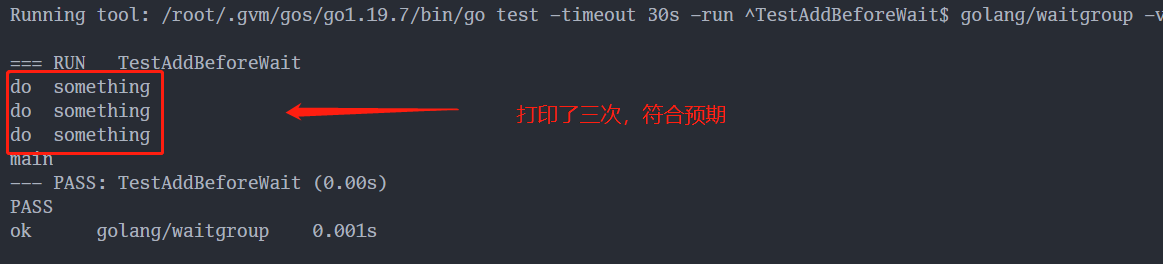 Running tool: /root/.gvm/gos/go1.19.7/bin/go test -timeout 30s -run ^TestAddBeforeWait$ golang/waitgroup -v
=== RUN   TestAddBeforeWait
do  something
do  something
打印了三次，符合预期
do  something
main
--- PASS: TestAddBeforeWait (0.00s)
PASS
ok      golang/waitgroup    0.001s